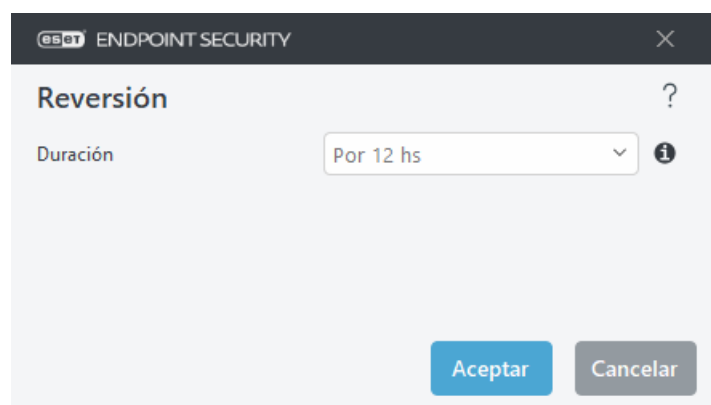 eset ENDPOINT SECURITY
Reversión
?
Duración
Por 12 hs
Aceptar
Cancelar